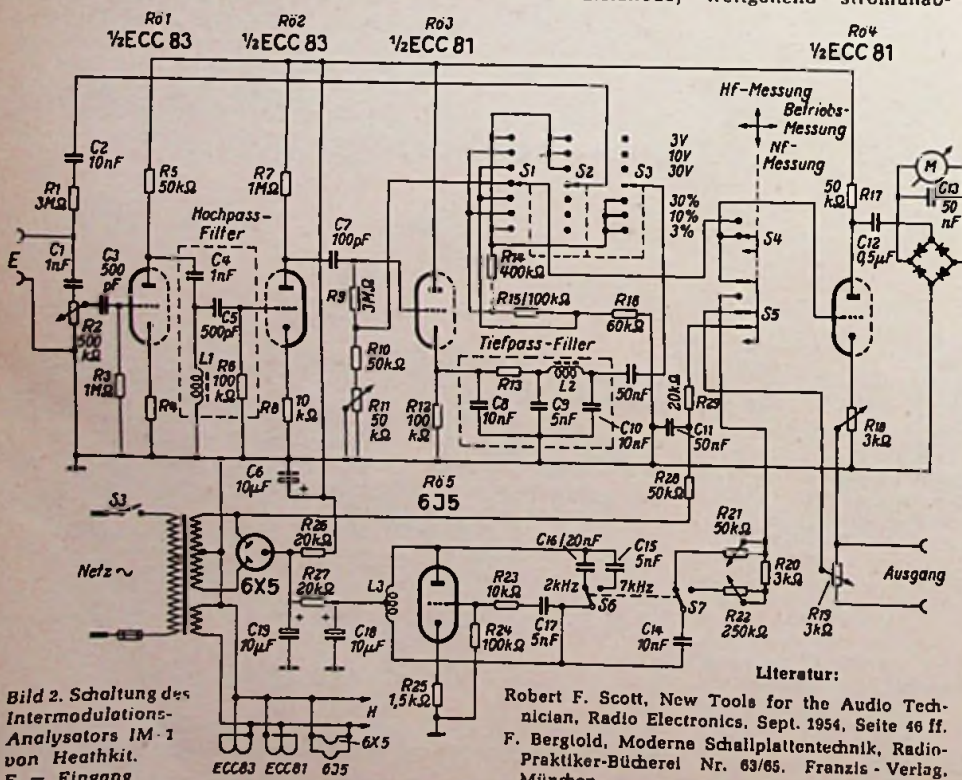 weitgehend stromunab-
Rö1
½ECC 83
Rö2
½ECC 83
Rö3
½ECC 81
Rö4
½ECC 81
Hf-Messung
Betriebs-
Messung
Nf-
Messung
C2
10nF
R1
3MΩ
C1
1nF
E
C3
500
pF
R2
500
kΩ
R3
1MΩ
R5
50kΩ
R4
Hochpass-
Filter
C4
1nF
C5
500pF
L1
R6
100
kΩ
R7
1MΩ
R8
10
kΩ
C7
100pF
R9
1MΩ
R10
50kΩ
R11
50
kΩ
R12
100
kΩ
S1
S2
S3
3V
10V
30V
30%
10%
3%
R14
400kΩ
R15/100kΩ
R16
60kΩ
Tiefpass-Filter
R13
L2
C8
10nF
C9
5nF
C10
10nF
50nF
C11
50nF
20kΩ
R29
R28
50kΩ
S4
S5
50
kΩ
R17
C12
0,5µF
M
C13
50
nF
R18
3kΩ
C6
10µF
+
Rö5
6J5
S3
Netz ~
6X5
R26
20kΩ
R27
20kΩ
C19
10µF
+
+
C18
10µF
L3
R23
10kΩ
R24
100kΩ
R25
1,5kΩ
C17
5nF
C16/20nF
C15
5nF
2kHz
7kHz
S6
S7
C14
10nF
R21
50kΩ
R20
3kΩ
R22
250kΩ
R19
3kΩ
Ausgang
H
ECC83
ECC81
6J5
6X5
Bild 2. Schaltung des
Intermodulations-
Analysators IM-1
von Heathkit.
E = Eingang
Literatur:
Robert F. Scott, New Tools for the Audio Tech-
nician, Radio Electronics, Sept. 1954, Seite 46 ff.
F. Bergtold, Moderne Schallplattentechnik, Radio-
Praktiker-Bücherei Nr. 63/65. Franzis-Verlag,
München